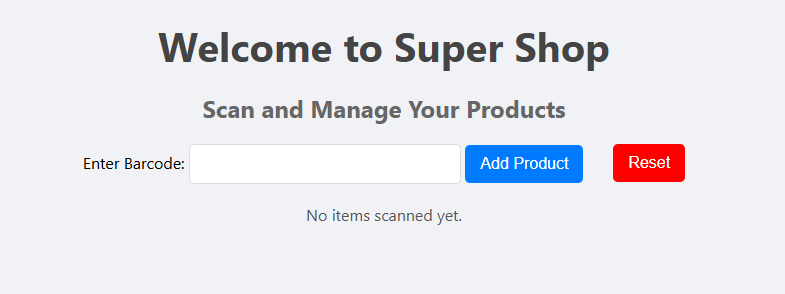 Welcome to Super Shop
Scan and Manage Your Products
Enter Barcode: Add Product Reset
No items scanned yet.